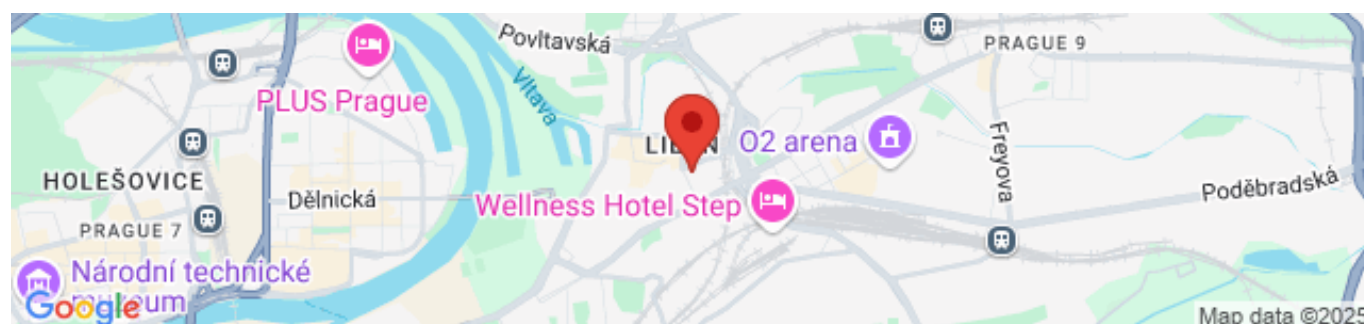 Povltavská
PRAGUE 9
PLUS Prague
Vltava
O2 arena
Freyova
HOLEŠOVICE
Dělnická
Wellness Hotel Step
Poděbradská
PRAGUE 7
Národní technické
Google
Map data ©2025